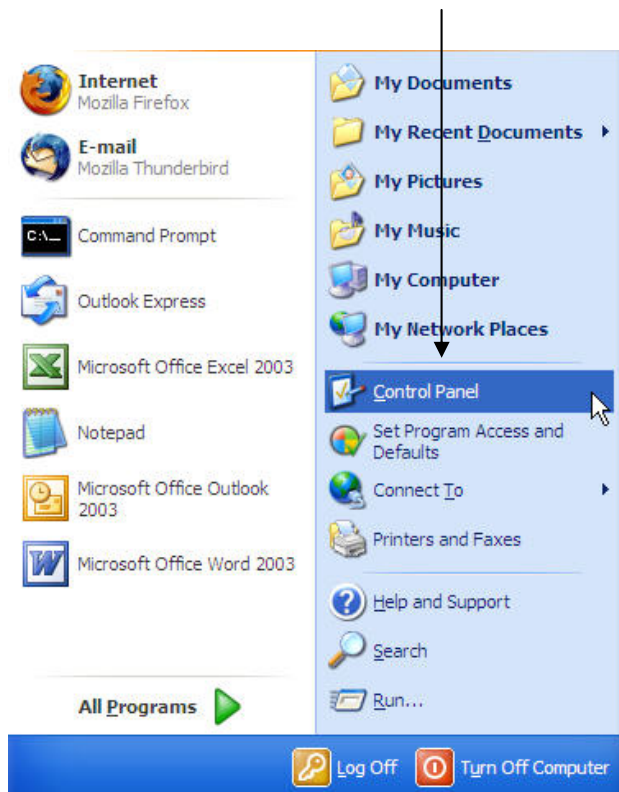 Internet
Mozilla Firefox
E-mail
Mozilla Thunderbird
C:\_
Command Prompt
Outlook Express
Microsoft Office Excel 2003
Notepad
Microsoft Office Outlook
2003
Microsoft Office Word 2003
All Programs
My Documents
My Recent Documents
My Pictures
My Music
My Computer
My Network Places
Control Panel
Set Program Access and
Defaults
Connect To
Printers and Faxes
Help and Support
Search
Run...
Log Off
Turn Off Computer